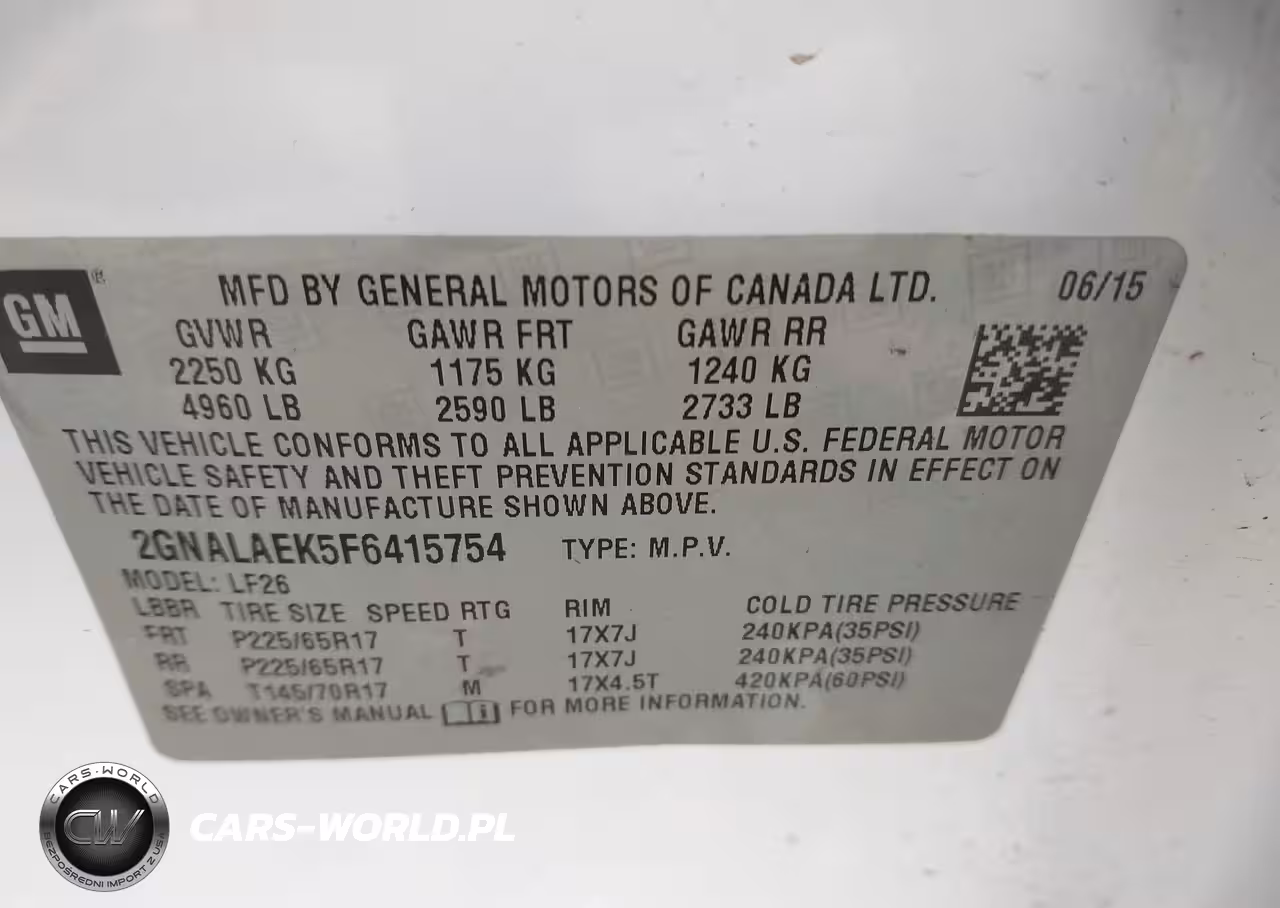 GM ®
MFD BY GENERAL MOTORS OF CANADA LTD. 06/15
GVWR GAWR FRT GAWR RR
2250 KG 1175 KG 1240 KG
4960 LB 2590 LB 2733 LB
THIS VEHICLE CONFORMS TO ALL APPLICABLE U.S. FEDERAL MOTOR
VEHICLE SAFETY AND THEFT PREVENTION STANDARDS IN EFFECT ON
THE DATE OF MANUFACTURE SHOWN ABOVE.
2GNALAEK5F6415754 TYPE: M.P.V.
MODEL: LF26
LBBR TIRE SIZE SPEED RTG RIM COLD TIRE PRESSURE
FRT P225/65R17 T 17X7J 240KPA(35PSI)
RR P225/65R17 T 17X7J 240KPA(35PSI)
SPA T145/70R17 M 17X4.5T 420KPA(60PSI)
SEE OWNER'S MANUAL FOR MORE INFORMATION.
CARS-WORLD
CW
BEZPOŚREDNI IMPORT Z USA
CARS-WORLD.PL